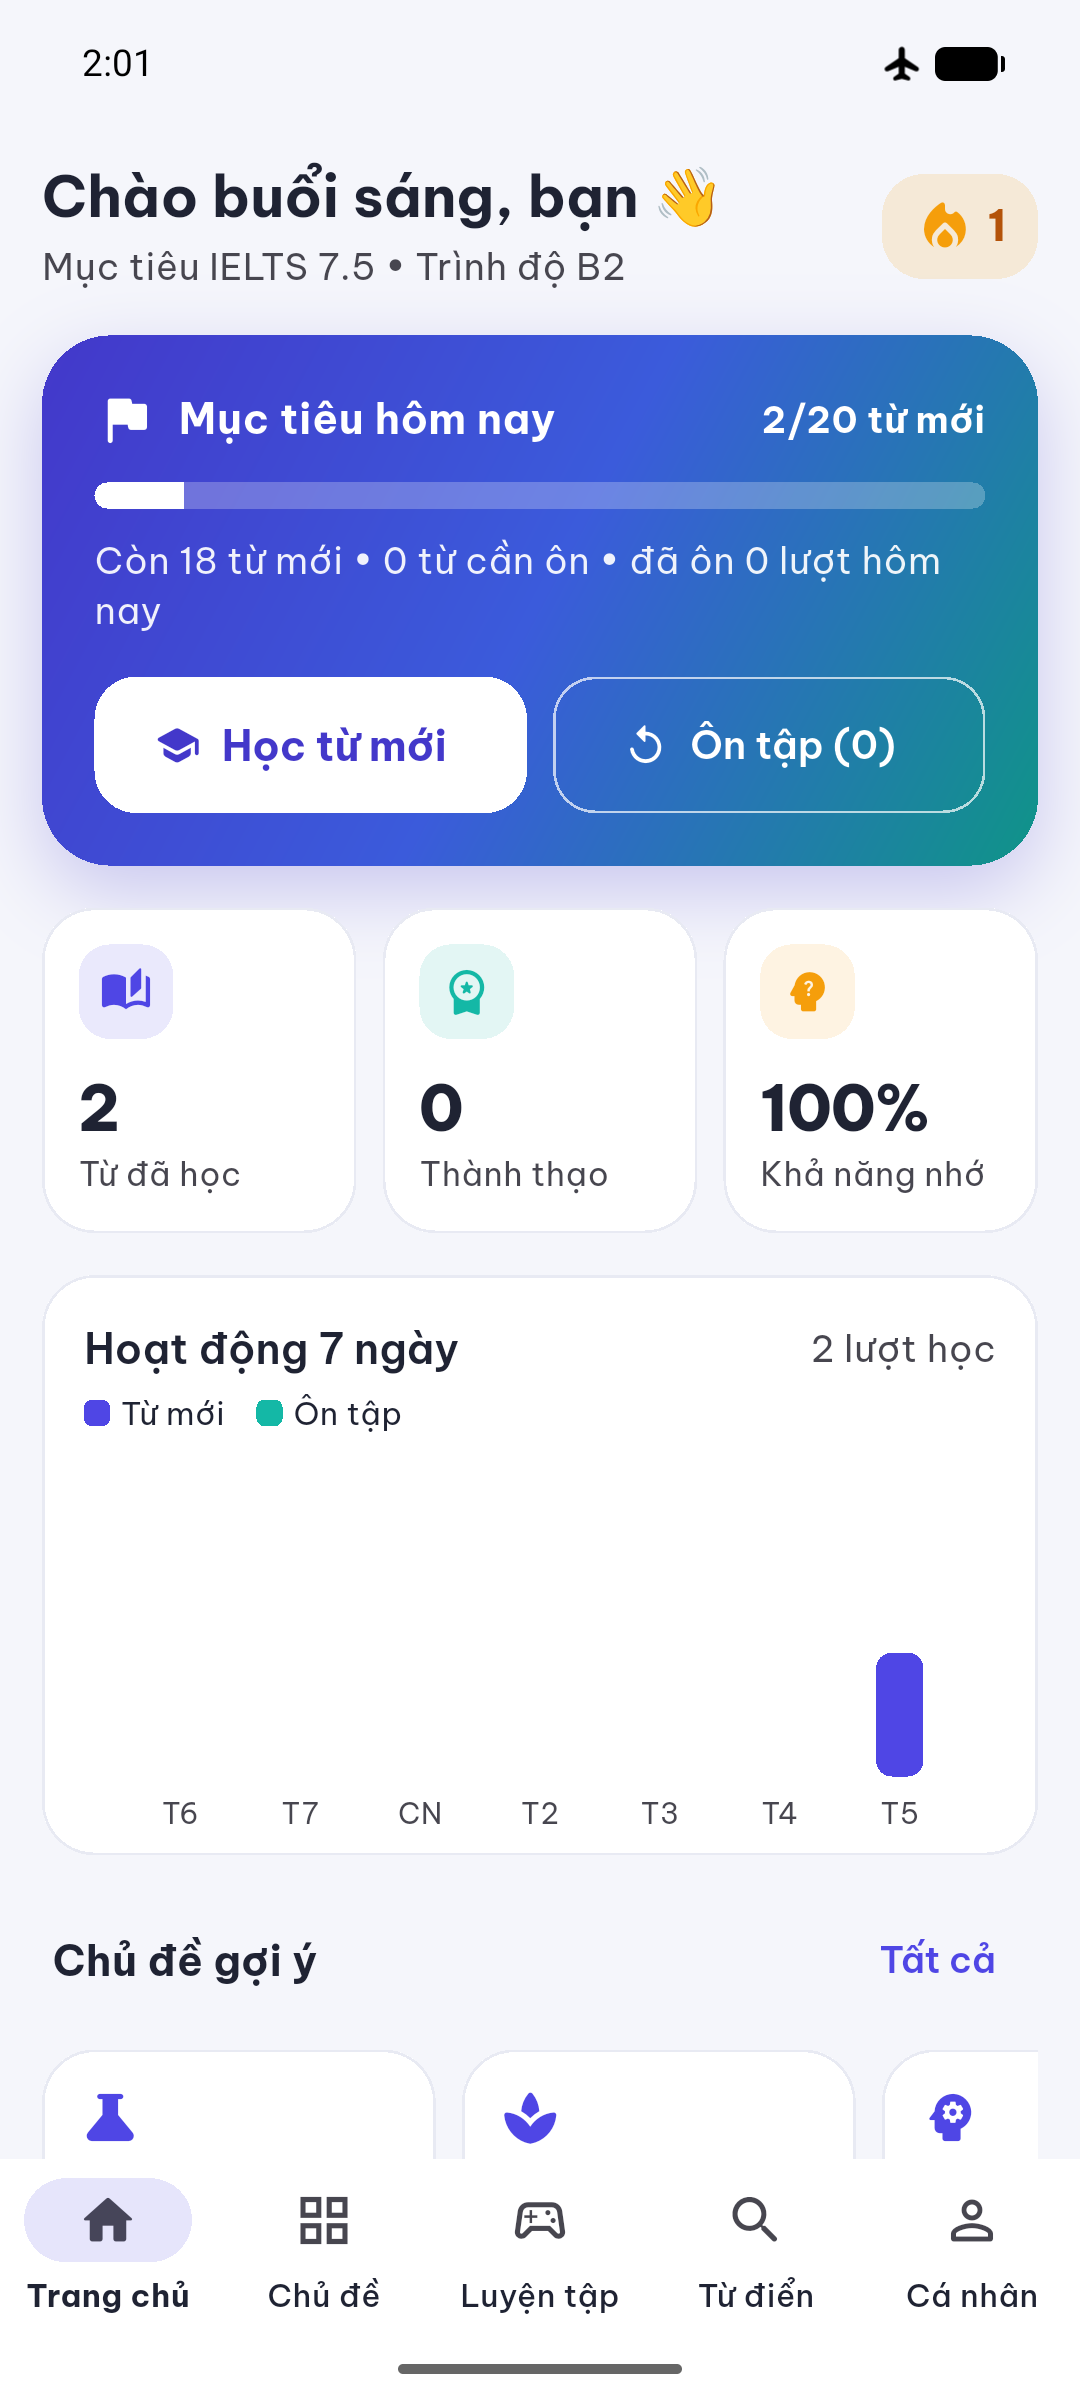 2:01
Chào buổi sáng, bạn 👋
1
Mục tiêu IELTS 7.5 • Trình độ B2
Mục tiêu hôm nay
2/20 từ mới
Còn 18 từ mới • 0 từ cần ôn • đã ôn 0 lượt hôm
nay
Học từ mới
Ôn tập (0)
2
Từ đã học
0
Thành thạo
100%
Khả năng nhớ
Hoạt động 7 ngày
2 lượt học
Từ mới
Ôn tập
T6 T7 CN T2 T3 T4 T5
Chủ đề gợi ý
Tất cả
Trang chủ
Chủ đề
Luyện tập
Từ điển
Cá nhân